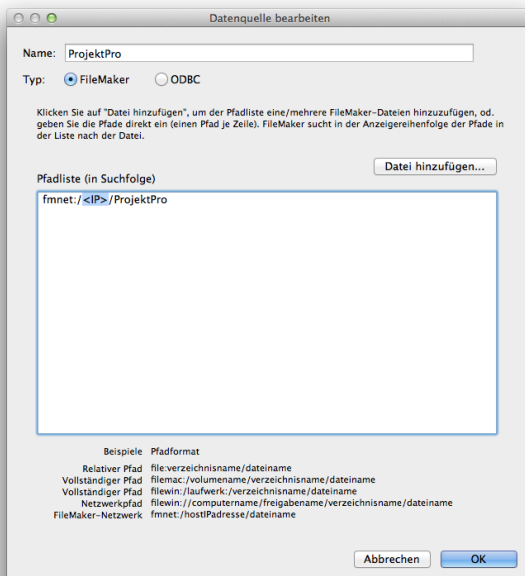 Datenquelle bearbeiten
Name: ProjektPro
Typ: FileMaker ODBC
Klicken Sie auf "Datei hinzufügen", um der Pfadliste eine/mehrere FileMaker-Dateien hinzuzufügen, od.
geben Sie die Pfade direkt ein (einen Pfad je Zeile). FileMaker sucht in der Anzeigereihenfolge der Pfade in
der Liste nach der Datei.
Datei hinzufügen...
Pfadliste (in Suchfolge)
fmnet:/<IP>/ProjektPro
Beispiele Pfadformat
Relativer Pfad file:verzeichnisname/dateiname
Vollständiger Pfad filemac:/volumename/verzeichnisname/dateiname
Vollständiger Pfad filewin:/laufwerk:/verzeichnisname/dateiname
Netzwerkpfad filewin://computername/freigabename/verzeichnisname/dateiname
FileMaker-Netzwerk fmnet:/hostIPadresse/dateiname
Abbrechen OK